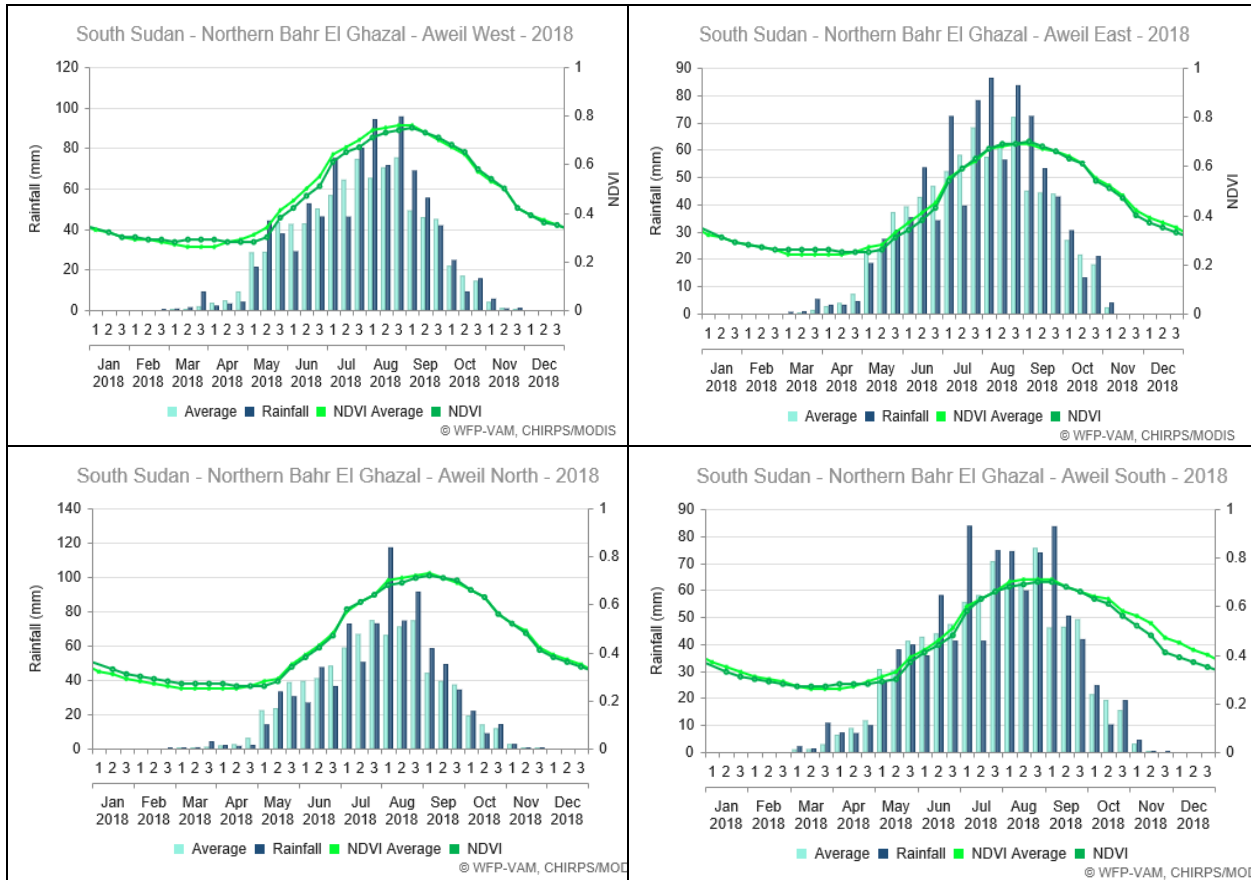 South Sudan - Northern Bahr El Ghazal - Aweil West - 2018
120
100
80
60
40
20
0
Rainfall (mm)
1
0.8
0.6
0.4
0.2
0
NDVI
1 2 3 1 2 3 1 2 3 1 2 3 1 2 3 1 2 3 1 2 3 1 2 3 1 2 3 1 2 3 1 2 3 1 2 3
Jan Feb Mar Apr May Jun Jul Aug Sep Oct Nov Dec
2018 2018 2018 2018 2018 2018 2018 2018 2018 2018 2018 2018
Average Rainfall NDVI Average NDVI
© WFP-VAM, CHIRPS/MODIS
South Sudan - Northern Bahr El Ghazal - Aweil East - 2018
90
80
70
60
50
40
30
20
10
0
Rainfall (mm)
1
0.8
0.6
0.4
0.2
0
NDVI
1 2 3 1 2 3 1 2 3 1 2 3 1 2 3 1 2 3 1 2 3 1 2 3 1 2 3 1 2 3 1 2 3 1 2 3
Jan Feb Mar Apr May Jun Jul Aug Sep Oct Nov Dec
2018 2018 2018 2018 2018 2018 2018 2018 2018 2018 2018 2018
Average Rainfall NDVI Average NDVI
© WFP-VAM, CHIRPS/MODIS
South Sudan - Northern Bahr El Ghazal - Aweil North - 2018
140
120
100
80
60
40
20
0
Rainfall (mm)
1
0.8
0.6
0.4
0.2
0
1 2 3 1 2 3 1 2 3 1 2 3 1 2 3 1 2 3 1 2 3 1 2 3 1 2 3 1 2 3 1 2 3 1 2 3
Jan Feb Mar Apr May Jun Jul Aug Sep Oct Nov Dec
2018 2018 2018 2018 2018 2018 2018 2018 2018 2018 2018 2018
Average Rainfall NDVI Average NDVI
© WFP-VAM, CHIRPS/MODIS
South Sudan - Northern Bahr El Ghazal - Aweil South - 2018
90
80
70
60
50
40
30
20
10
0
Rainfall (mm)
1
0.8
0.6
0.4
0.2
0
1 2 3 1 2 3 1 2 3 1 2 3 1 2 3 1 2 3 1 2 3 1 2 3 1 2 3 1 2 3 1 2 3 1 2 3
Jan Feb Mar Apr May Jun Jul Aug Sep Oct Nov Dec
2018 2018 2018 2018 2018 2018 2018 2018 2018 2018 2018 2018
Average Rainfall NDVI Average NDVI
© WFP-VAM, CHIRPS/MOD